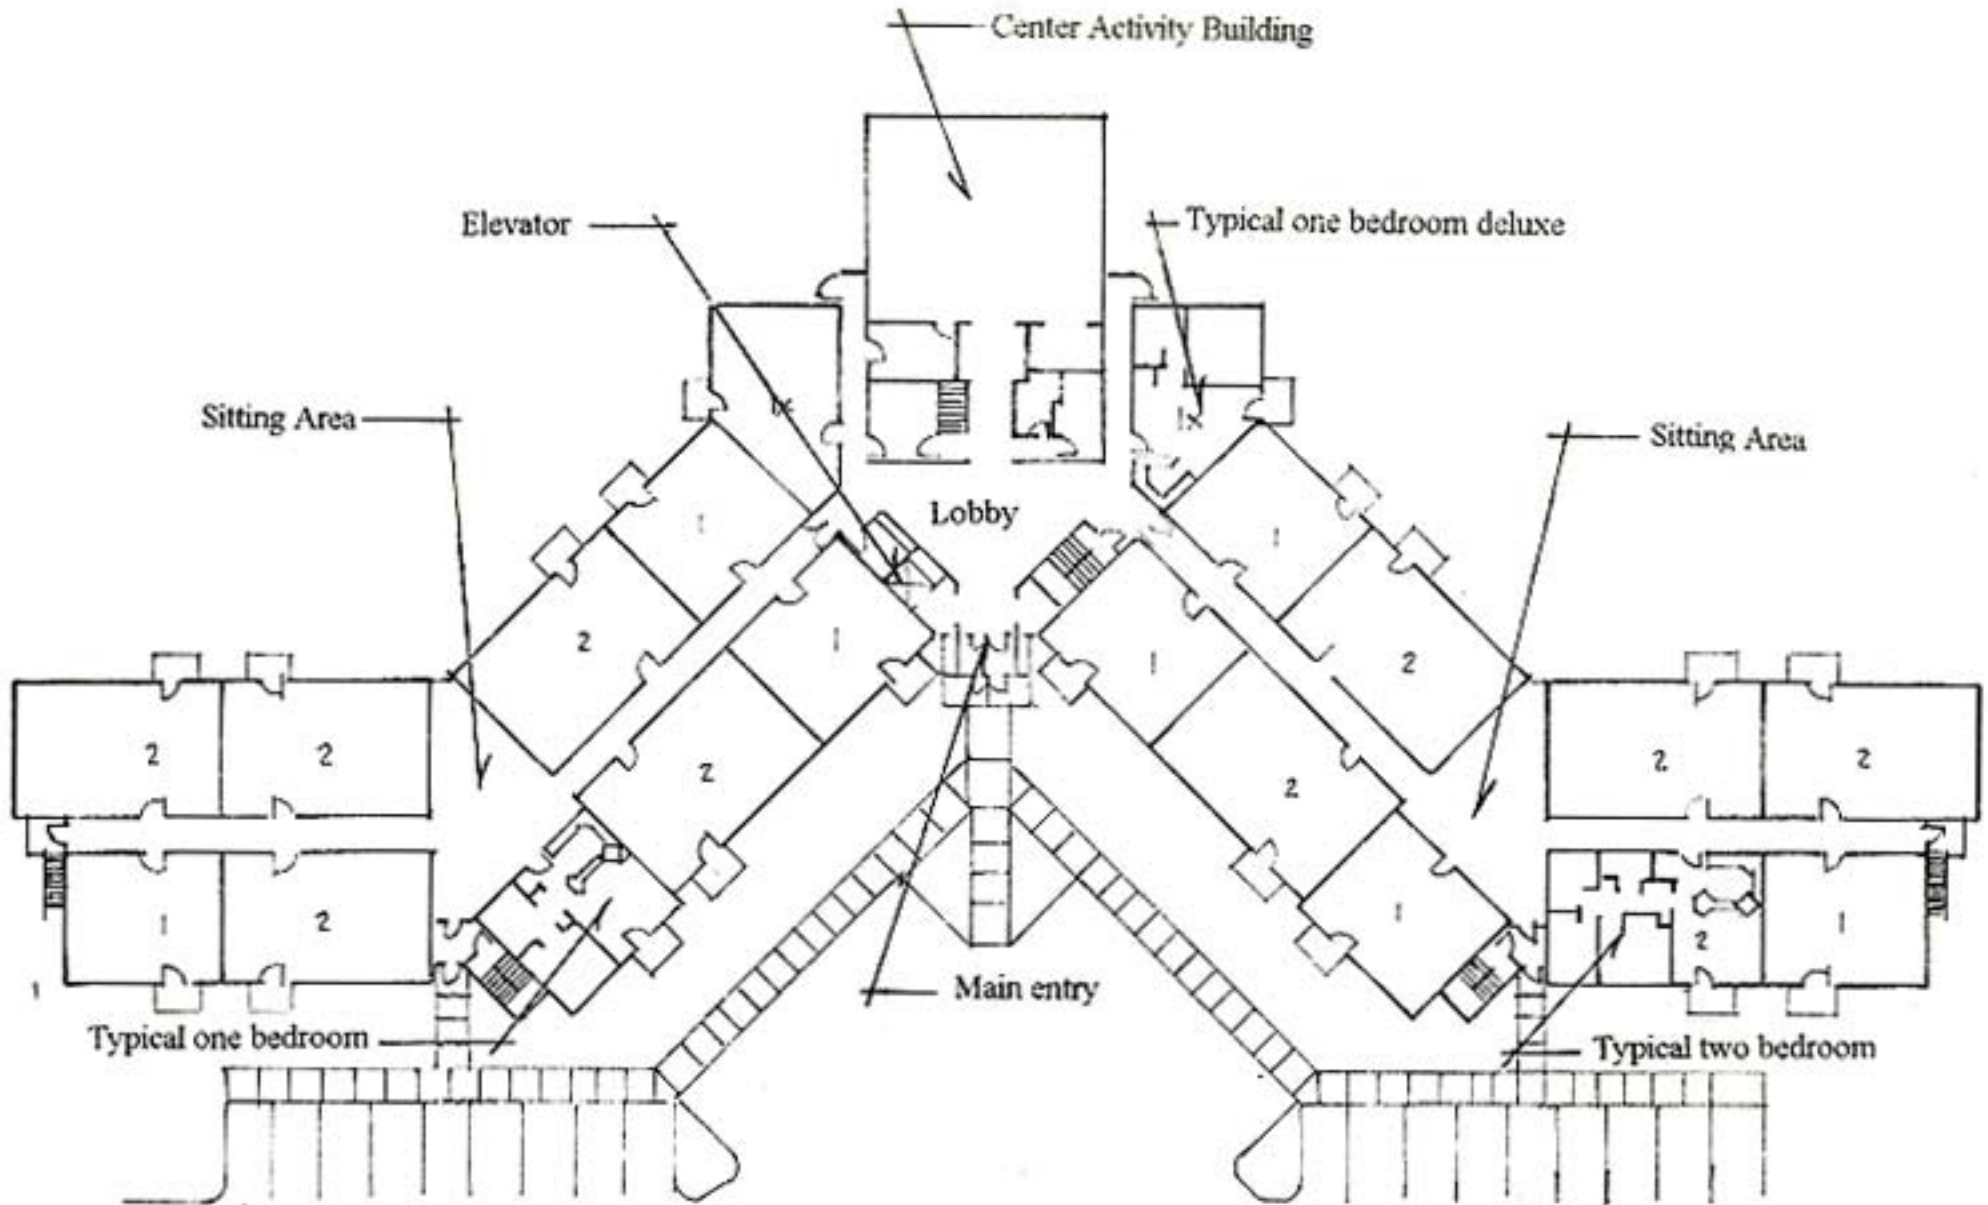 Center Activity Building
Elevator
Typical one bedroom deluxe
Sitting Area
Sitting Area
1X
Lobby
1
1
2
1
1
2
2
2
2
2
2
2
1
2
1
1
2
2
1
Main entry
Typical one bedroom
Typical two bedroom